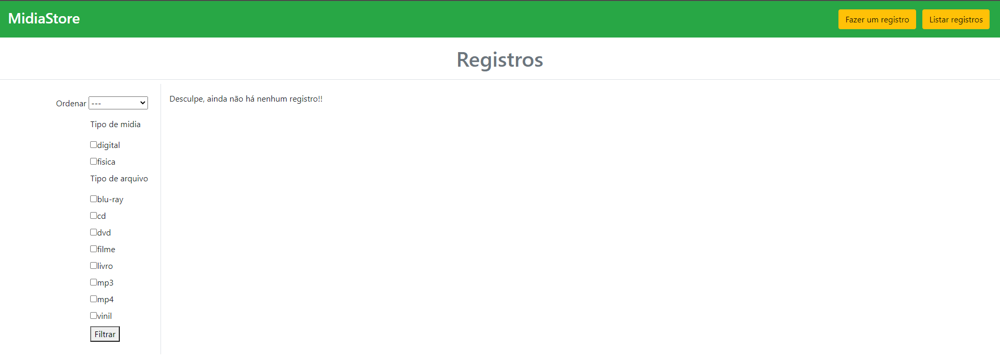 MidiaStore
Fazer um registro
Listar registros
Registros
Ordenar ---
Tipo de midia
digital
fisica
Tipo de arquivo
blu-ray
cd
dvd
filme
livro
mp3
mp4
vinil
Filtrar
Desculpe, ainda não há nenhum registro!!